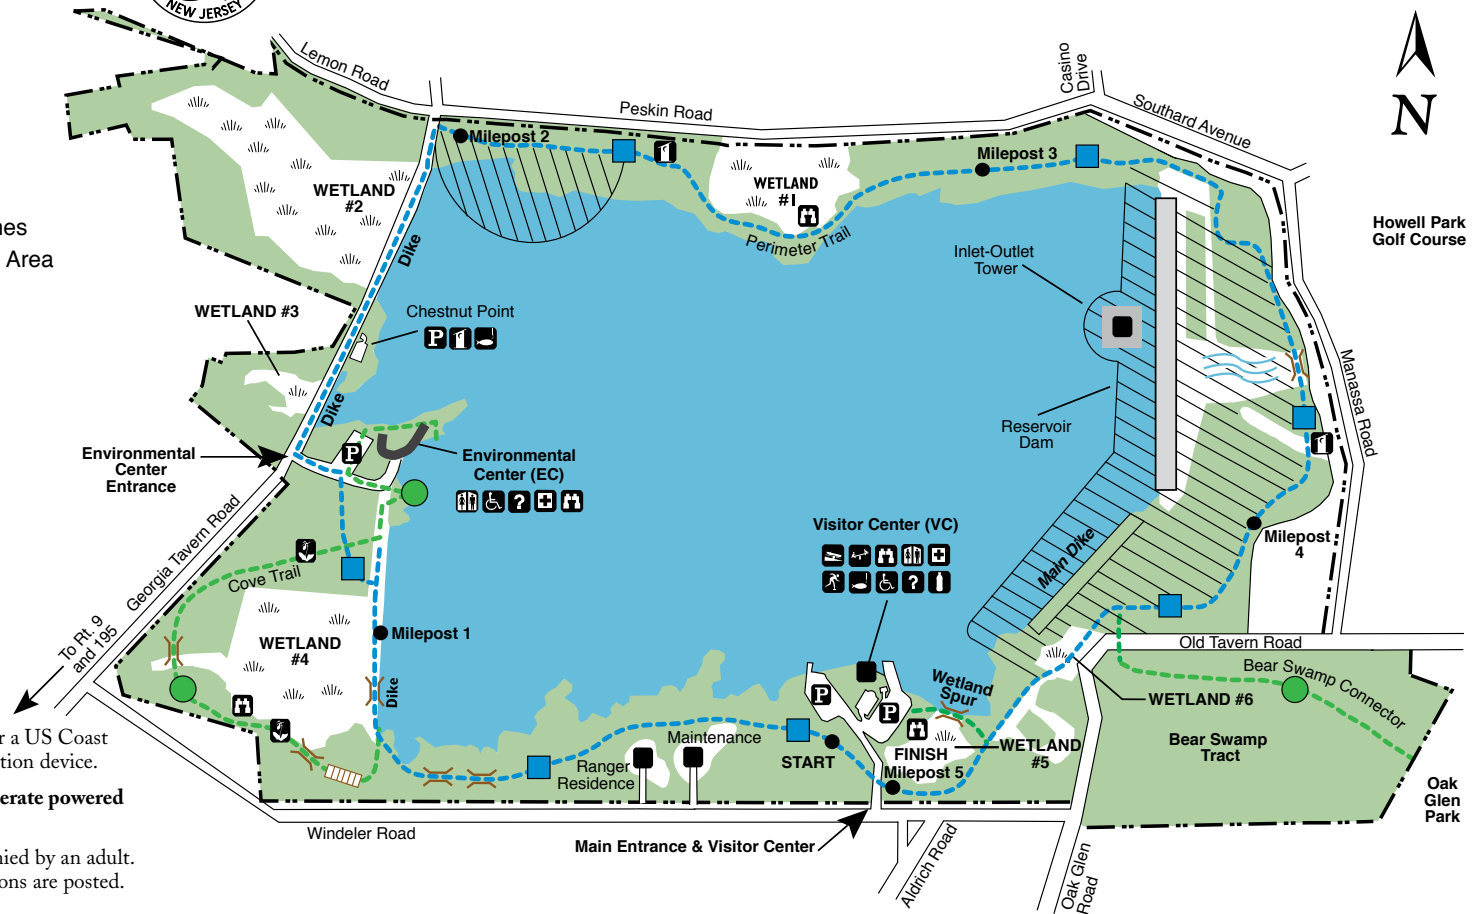 NEW JERSEY
Lemon Road
Peskin Road
Casino
Drive
Southard Avenue
N
Milepost 2
Milepost 3
WETLAND
#2
WETLAND
#1
Perimeter Trail
Dike
Howell Park
Golf Course
Area
Inlet-Outlet
Tower
WETLAND #3
Chestnut Point
P
Dike
Manassa Road
Reservoir
Dam
Environmental
Center
Entrance
P
Environmental
Center (EC)
?
Georgia Tavern Road
Visitor Center (VC)
?
Main Dike
Milepost
4
Cove Trail
To Rt. 9
and 195
WETLAND
#4
Milepost 1
Dike
Old Tavern Road
Bear Swamp Connector
Wetland
Spur
WETLAND #6
P
P
r a US Coast
tion device.
Maintenance
Ranger
Residence
START
FINISH
Milepost 5
WETLAND
#5
Bear Swamp
Tract
Oak
Glen
Park
erate powered
Windeler Road
Main Entrance & Visitor Center
Aldrich Road
Oak Glen
Road
nied by an adult.
ons are posted.